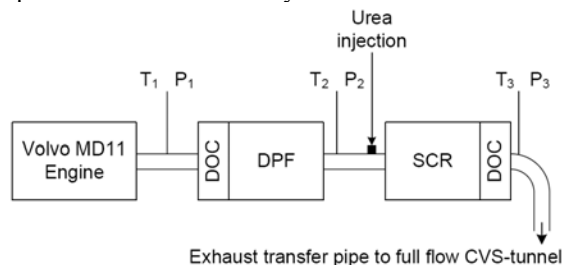 Urea
injection
T₁ P₁
T₂ P₂
T₃ P₃
Volvo MD11
Engine
DOC
DPF
SCR
DOC
Exhaust transfer pipe to full flow CVS-tunnel